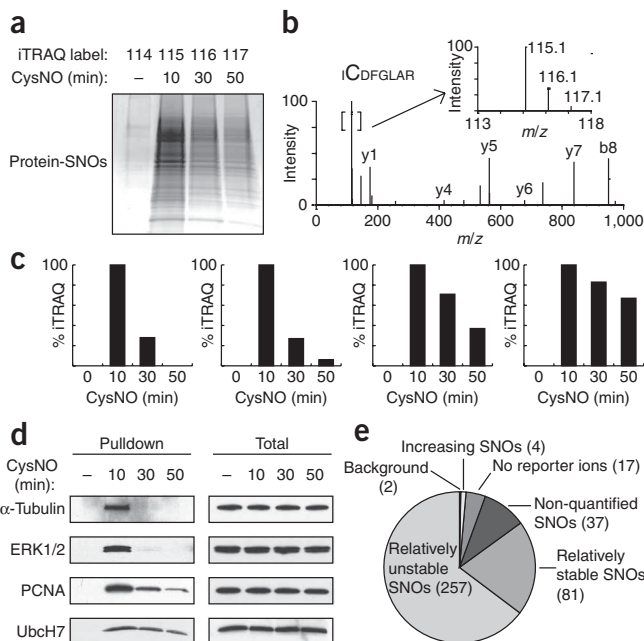 a
iTRAQ label: 114 115 116 117
CysNO (min): – 10 30 50
Protein-SNOs
b
ICDFGLAR
100
Intensity
0
0 200 400 600 800 1,000
m/z
y1
y4
y5
y6
y7
b8
100
Intensity
0
115.1
116.1
117.1
113 118
m/z
c
100
% iTRAQ
0 10 30 50
CysNO (min)
100
% iTRAQ
0 10 30 50
CysNO (min)
100
% iTRAQ
0 10 30 50
CysNO (min)
100
% iTRAQ
0 10 30 50
CysNO (min)
d
Pulldown Total
CysNO (min): – 10 30 50 – 10 30 50
α-Tubulin
ERK1/2
PCNA
UbcH7
e
Increasing SNOs (4)
Background (2)
No reporter ions (17)
Non-quantified SNOs (37)
Relatively stable SNOs (81)
Relatively unstable SNOs (257)